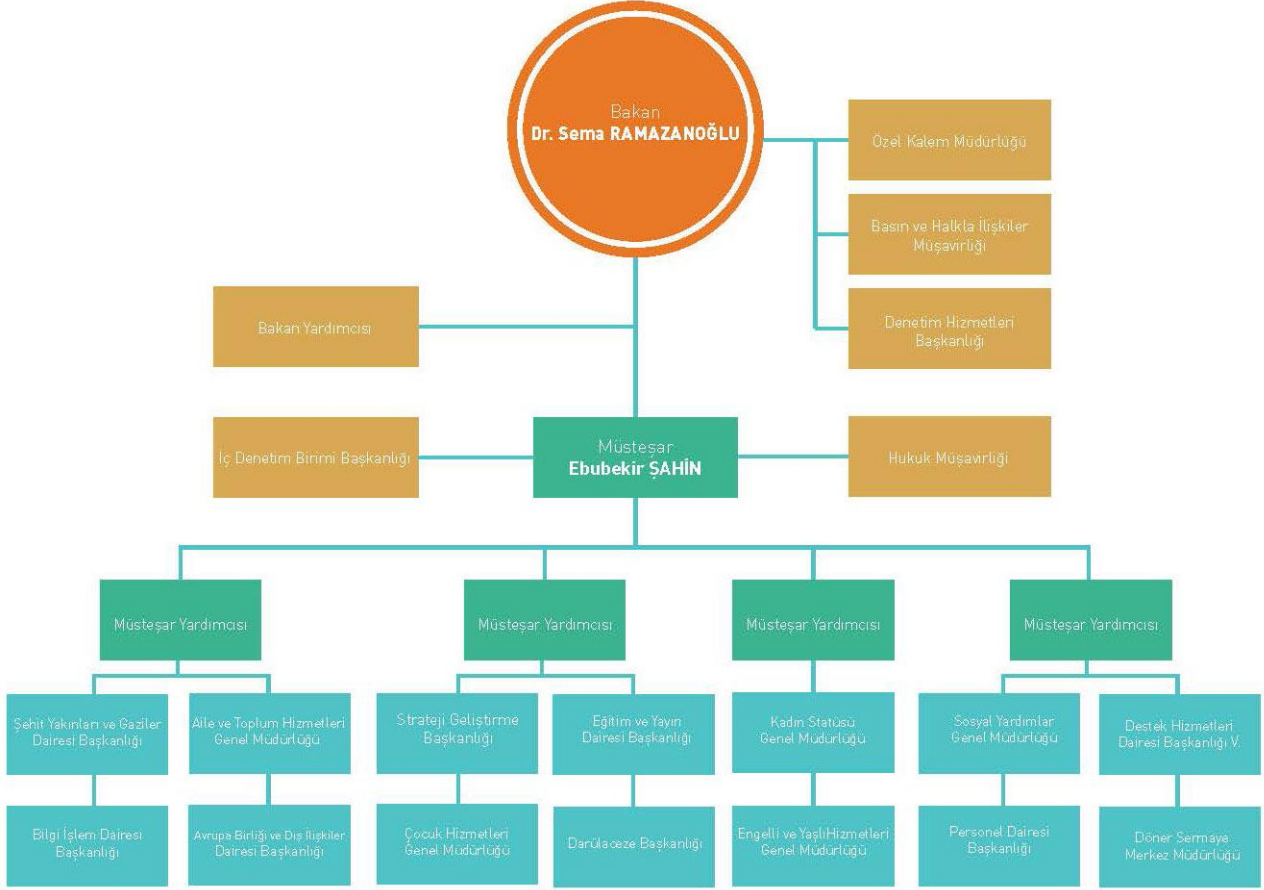 Bakan
Dr. Sema RAMAZANOĞLU
Özel Kalem Müdürlüğü
Basın ve Halkla İlişkiler
Müşavirliği
Denetim Hizmetleri
Başkanlığı
Bakan Yardımcısı
İç Denetim Birimi Başkanlığı
Müsteşar
Ebubekir ŞAHİN
Hukuk Müşavirliği
Müsteşar Yardımcısı
Müsteşar Yardımcısı
Müsteşar Yardımcısı
Müsteşar Yardımcısı
Şehit Yakınları ve Gaziler
Dairesi Başkanlığı
Aile ve Toplum Hizmetleri
Genel Müdürlüğü
Strateji Geliştirme
Başkanlığı
Eğitim ve Yayın
Dairesi Başkanlığı
Kadın Statüsü
Genel Müdürlüğü
Sosyal Yardımlar
Genel Müdürlüğü
Destek Hizmetleri
Dairesi Başkanlığı V.
Bilgi İşlem Dairesi
Başkanlığı
Avrupa Birliği ve Dış İlişkiler
Dairesi Başkanlığı
Çocuk Hizmetleri
Genel Müdürlüğü
Darülaceze Başkanlığı
Engelli ve YaşlıHizmetleri
Genel Müdürlüğü
Personel Dairesi
Başkanlığı
Döner Sermaye
Merkez Müdürlüğü